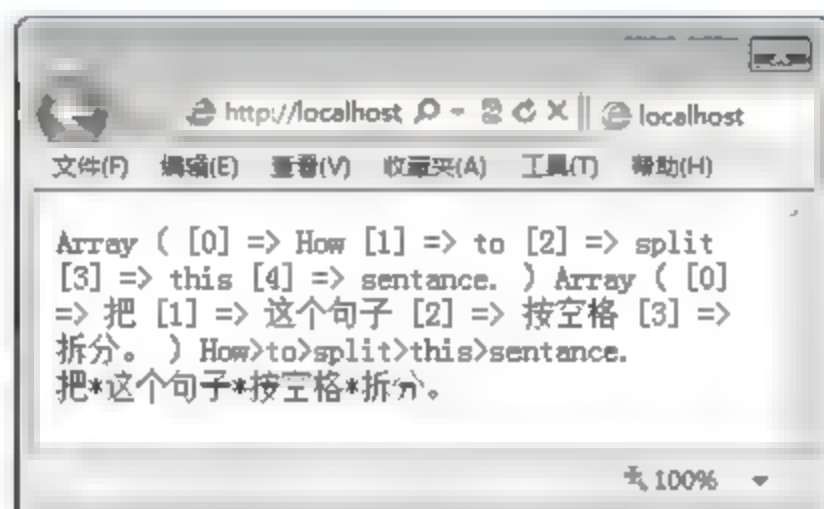 http://localhost
localhost
文件(F) 编辑(E) 查看(V) 收藏夹(A) 工具(T) 帮助(H)
Array ( [0] => How [1] => to [2] => split
[3] => this [4] => sentance. ) Array ( [0]
=> 把 [1] => 这个句子 [2] => 按空格 [3] =>
拆分。 ) How>to>split>this>sentance.
把*这个句子*按空格*拆分。
100%